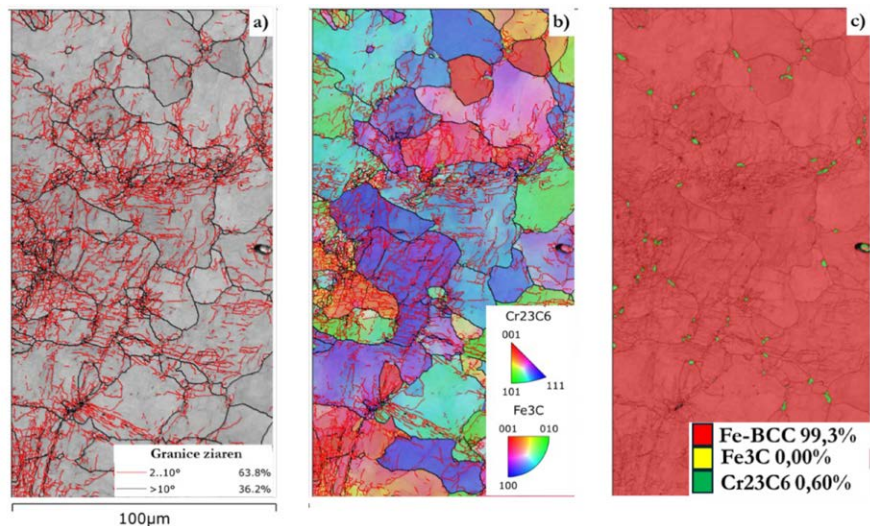 a)
Granice ziaren
2..10° 63.8%
>10° 36.2%
100µm
b)
Cr23C6
001
101 111
Fe3C
001 010
100
c)
Fe-BCC 99,3%
Fe3C 0,00%
Cr23C6 0,60%